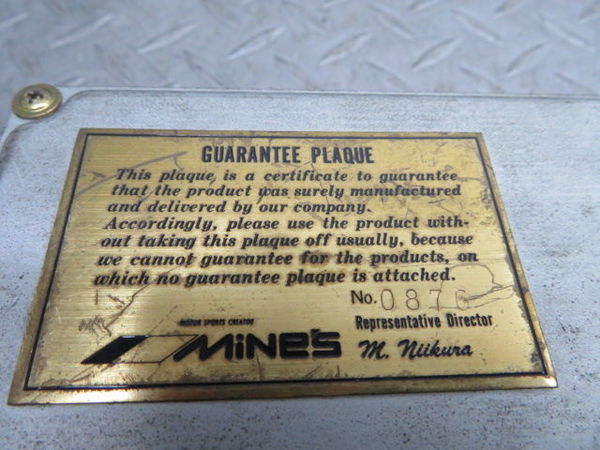 GUARANTEE PLAQUE
This plaque is a certificate to guarantee
that the product was surely manufactured
and delivered by our company.
Accordingly, please use the product with-
out taking this plaque off usually, because
we cannot guarantee for the products, on
which no guarantee plaque is attached.
No. 0876
MOTOR SPORTS CREATOR
MINE'S
Representative Director
M. Niikura